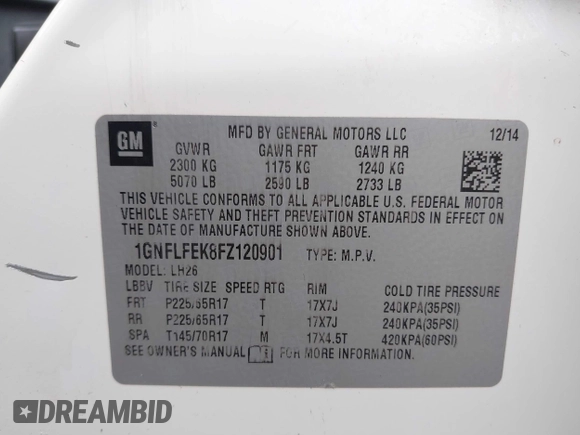 GM
MFD BY GENERAL MOTORS LLC 12/14
GVWR GAWR FRT GAWR RR
2300 KG 1175 KG 1240 KG
5070 LB 2590 LB 2733 LB
THIS VEHICLE CONFORMS TO ALL APPLICABLE U.S. FEDERAL MOTOR
VEHICLE SAFETY AND THEFT PREVENTION STANDARDS IN EFFECT ON
THE DATE OF MANUFACTURE SHOWN ABOVE.
1GNFLFEK8FZ120901 TYPE: M.P.V.
MODEL: LH26
LBBV TIRE SIZE SPEED RTG RIM COLD TIRE PRESSURE
FRT P225/65R17 T 17X7J 240KPA(35PSI)
RR P225/65R17 T 17X7J 240KPA(35PSI)
SPA T145/70R17 M 17X4.5T 420KPA(60PSI)
SEE OWNER'S MANUAL FOR MORE INFORMATION.
DREAMBID